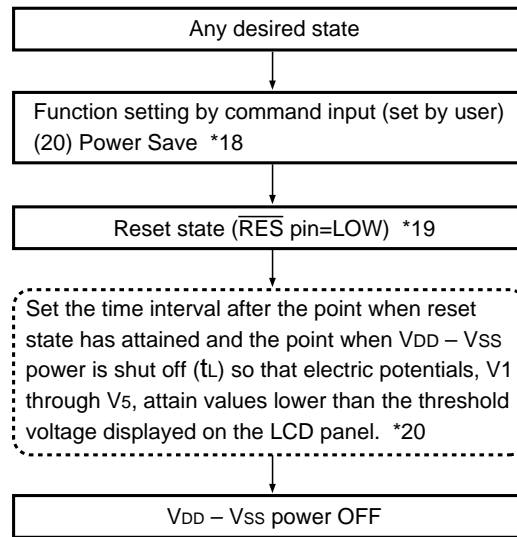 Any desired state
Function setting by command input (set by user)
(20) Power Save *18
Reset state (R̅E̅S̅ pin=LOW) *19
Set the time interval after the point when reset
state has attained and the point when VDD – VSS
power is shut off (tL) so that electric potentials, V1
through V5, attain values lower than the threshold
voltage displayed on the LCD panel. *20
VDD – VSS power OFF